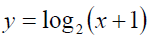 y = log₂(x + 1)